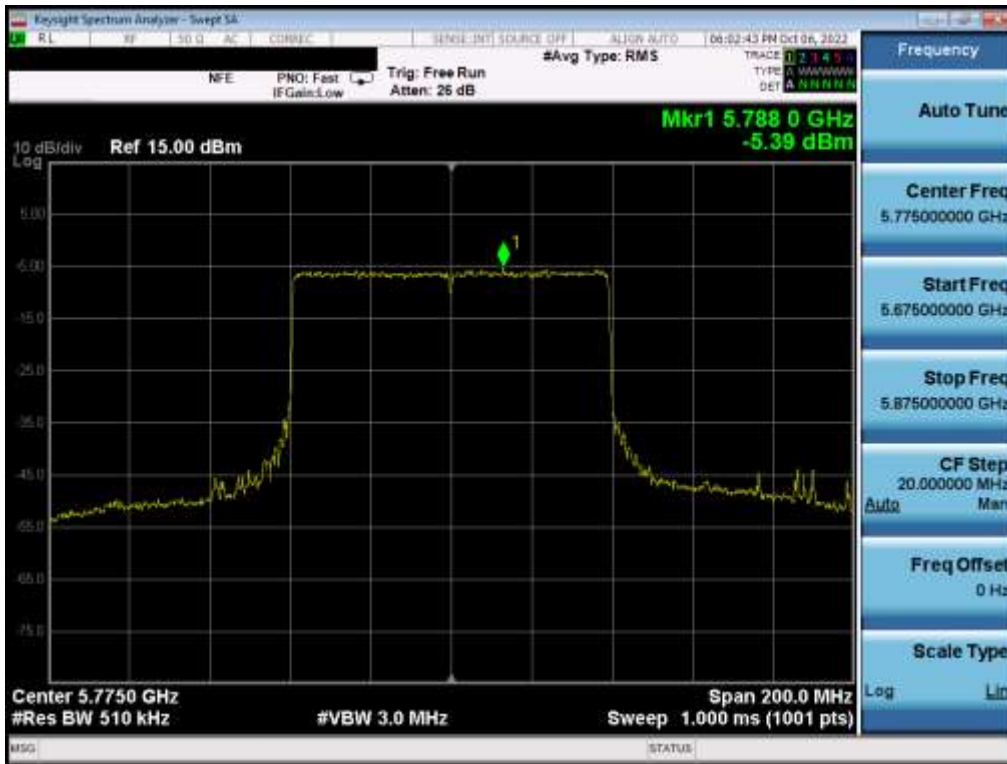 Keysight Spectrum Analyzer - Swept SA
RL RF 50 Ω AC CORREC SENSE:INT SOURCE OFF ALIGN AUTO 06:02:43 PM Oct 06, 2022
Frequency
#Avg Type: RMS
TRACE 1 2 3 4 5 6
NFE
PNO: Fast
Trig: Free Run
TYPE A WWWWW
IFGain:Low
Atten: 26 dB
DET A N N N N N
Auto Tune
Mkr1 5.788 0 GHz
-5.39 dBm
10 dB/div
Ref 15.00 dBm
Log
Center Freq
5.775000000 GHz
5.00
1
-5.00
Start Freq
5.675000000 GHz
-15.0
-25.0
Stop Freq
5.875000000 GHz
-35.0
-45.0
CF Step
20.000000 MHz
Auto Man
-55.0
Freq Offset
0 Hz
-65.0
-75.0
Scale Type
Center 5.7750 GHz
Span 200.0 MHz
Log Lin
#Res BW 510 kHz
#VBW 3.0 MHz
Sweep 1.000 ms (1001 pts)
MSG
STATUS